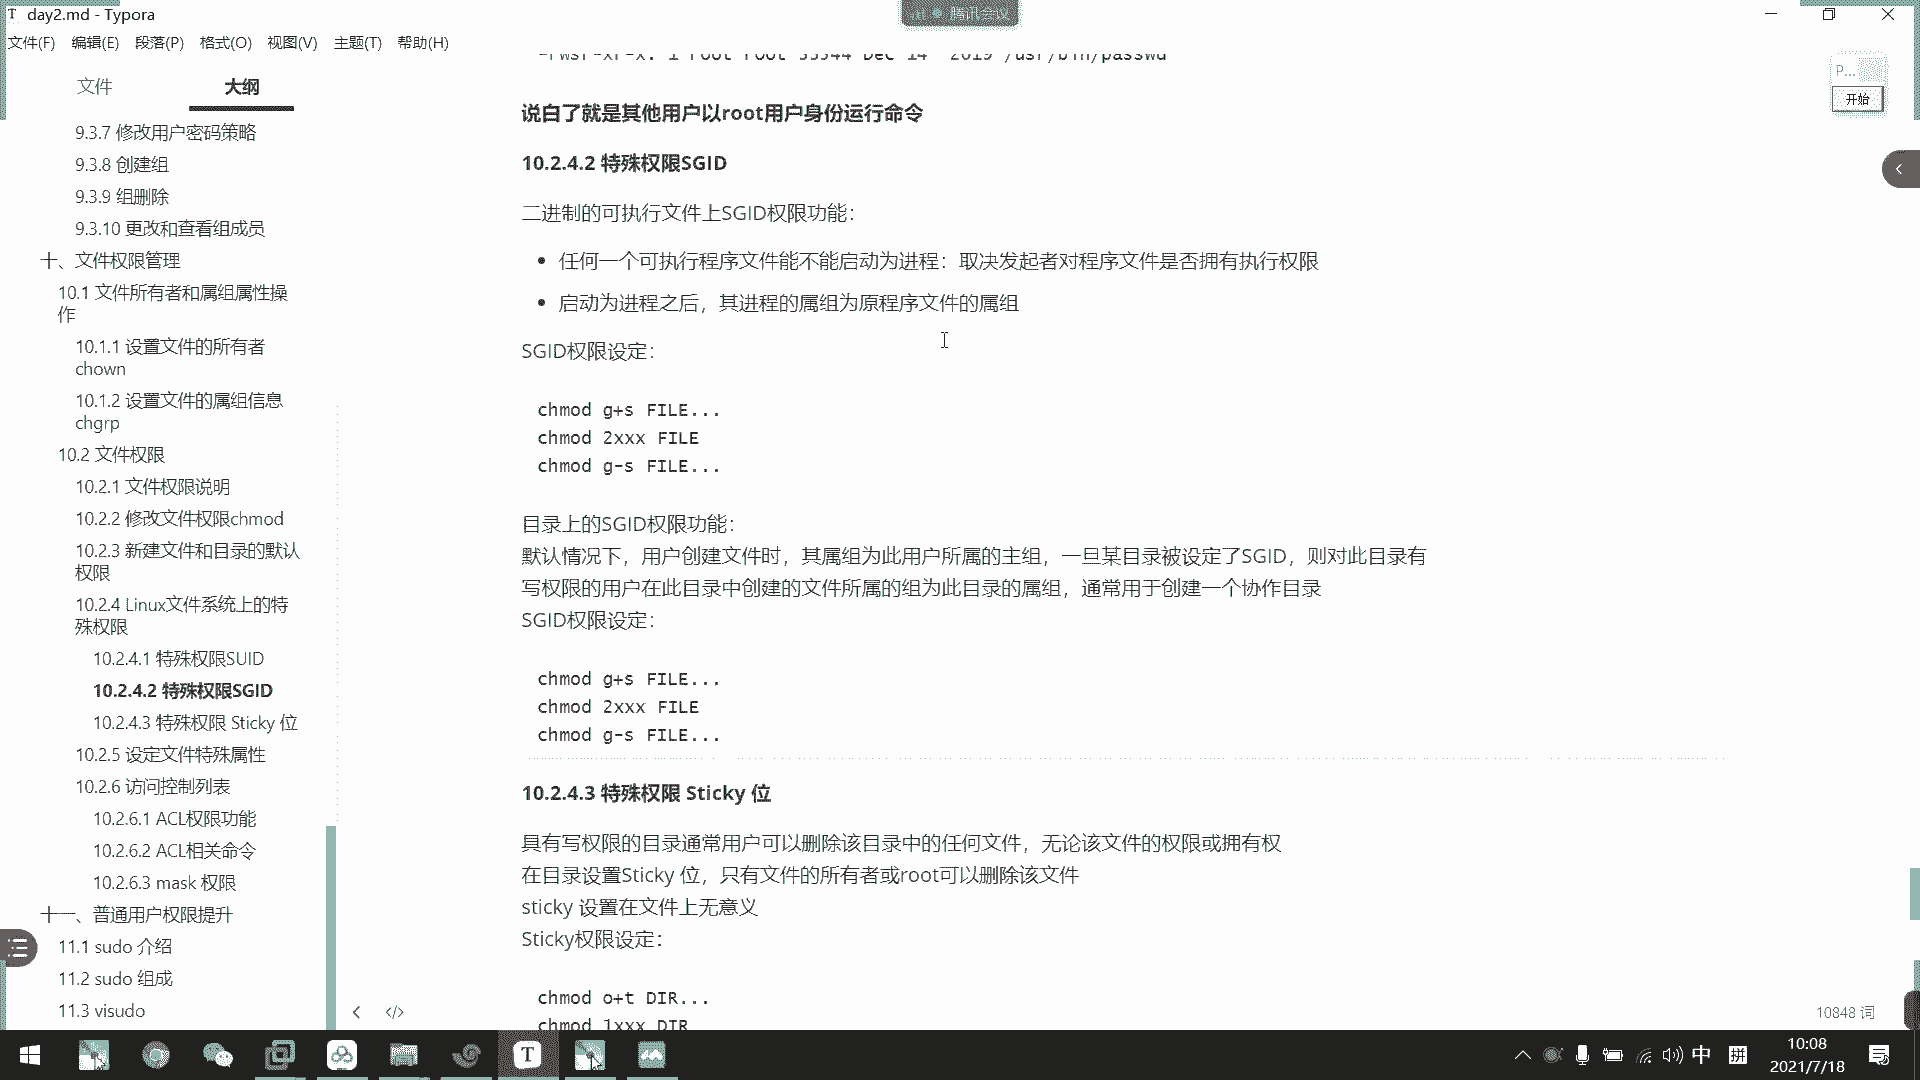 day2.md - Typora
腾讯会议
文件(F) 编辑(E) 段落(P) 格式(O) 视图(V) 主题(T) 帮助(H)
文件
大纲
9.3.7 修改用户密码策略
9.3.8 创建组
9.3.9 组删除
9.3.10 更改和查看组成员
十、文件权限管理
10.1 文件所有者和属组属性操
作
10.1.1 设置文件的所有者
chown
10.1.2 设置文件的属组信息
chgrp
10.2 文件权限
10.2.1 文件权限说明
10.2.2 修改文件权限chmod
10.2.3 新建文件和目录的默认
权限
10.2.4 Linux文件系统上的特
殊权限
10.2.4.1 特殊权限SUID
10.2.4.2 特殊权限SGID
10.2.4.3 特殊权限 Sticky 位
10.2.5 设定文件特殊属性
10.2.6 访问控制列表
10.2.6.1 ACL权限功能
10.2.6.2 ACL相关命令
10.2.6.3 mask 权限
十一、普通用户权限提升
11.1 sudo 介绍
11.2 sudo 组成
11.3 visudo
-rwsr-xr-x. 1 root root 33544 Dec 14 2019 /usr/bin/passwd
说白了就是其他用户以root用户身份运行命令
10.2.4.2 特殊权限SGID
二进制的可执行文件上SGID权限功能：
任何一个可执行程序文件能不能启动为进程：取决发起者对程序文件是否拥有执行权限
启动为进程之后，其进程的属组为原程序文件的属组
SGID权限设定：
chmod g+s FILE...
chmod 2xxx FILE
chmod g-s FILE...
目录上的SGID权限功能：
默认情况下，用户创建文件时，其属组为此用户所属的主组，一旦某目录被设定了SGID，则对此目录有
写权限的用户在此目录中创建的文件所属的组为此目录的属组，通常用于创建一个协作目录
SGID权限设定：
chmod g+s FILE...
chmod 2xxx FILE
chmod g-s FILE...
10.2.4.3 特殊权限 Sticky 位
具有写权限的目录通常用户可以删除该目录中的任何文件，无论该文件的权限或拥有权
在目录设置Sticky 位，只有文件的所有者或root可以删除该文件
sticky 设置在文件上无意义
Sticky权限设定：
chmod o+t DIR...
chmod 1xxx DIR
P...
开始
10848 词
中
拼
10:08
2021/7/18